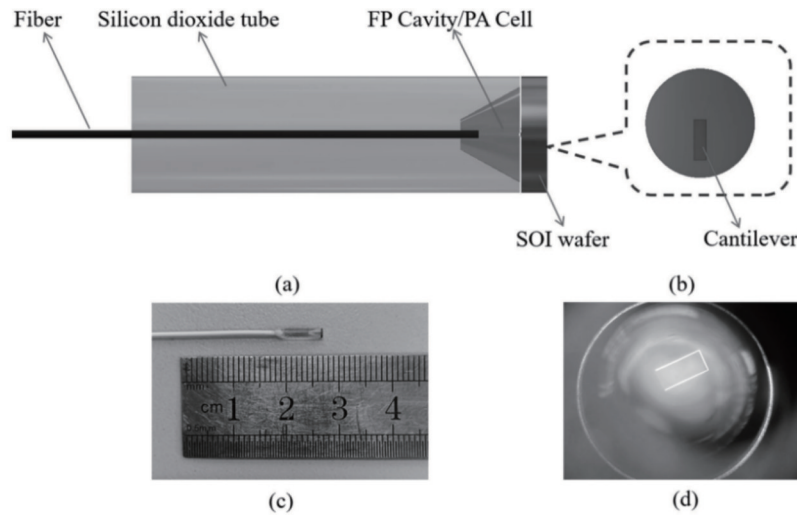 Fiber Silicon dioxide tube FP Cavity/PA Cell
SOI wafer Cantilever
(a) (b)
cm 1 2 3 4
(c) (d)